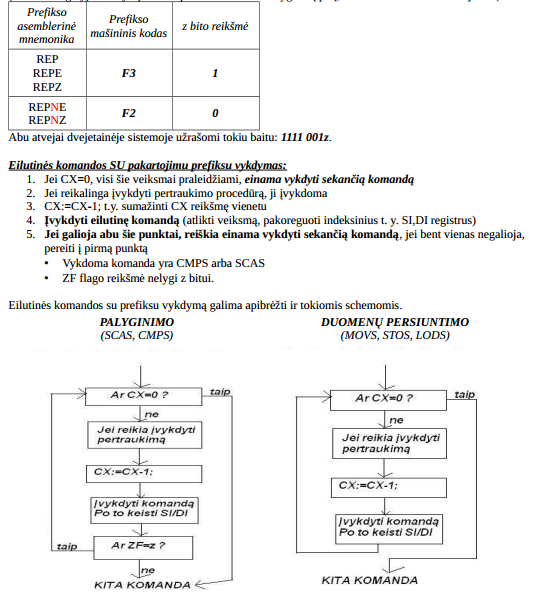 Prefikso
asemblerinė
mnemonika
Prefikso
mašininis kodas
z bito reikšmė
REP
REPE
REPZ
F3
1
REPNE
REPNZ
F2
0
Abu atvejai dvejetainėje sistemoje užrašomi tokiu baitu: 1111 001z.
Eilutinės komandos SU pakartojimu prefiksu vykdymas:
1. Jei CX=0, visi šie veiksmai praleidžiami, einama vykdyti sekančią komandą
2. Jei reikalinga įvykdyti pertraukimo procedūrą, ji įvykdoma
3. CX:=CX-1; t.y. sumažinti CX reikšmę vienetu
4. Įvykdyti eilutinę komandą (atlikti veiksmą, pakoreguoti indeksinius t. y. SI,DI registrus)
5. Jei galioja abu šie punktai, reiškia einama vykdyti sekančią komandą, jei bent vienas negalioja,
pereiti į pirmą punktą
• Vykdoma komanda yra CMPS arba SCAS
• ZF flago reikšmė nelygi z bitui.
Eilutinės komandos su prefiksu vykdymą galima apibrėžti ir tokiomis schemomis.
PALYGINIMO
(SCAS, CMPS)
Ar CX=0 ?
taip
ne
Jei reikia įvykdyti
pertraukimą
CX:=CX-1;
Įvykdyti komandą
Po to keisti SI/DI
taip
Ar ZF=z ?
ne
KITA KOMANDA
DUOMENŲ PERSIUNTIMO
(MOVS, STOS, LODS)
Ar CX=0 ?
taip
ne
Jei reikia įvykdyti
pertraukimą
CX:=CX-1;
Įvykdyti komandą
Po to keisti SI/DI
KITA KOMANDA